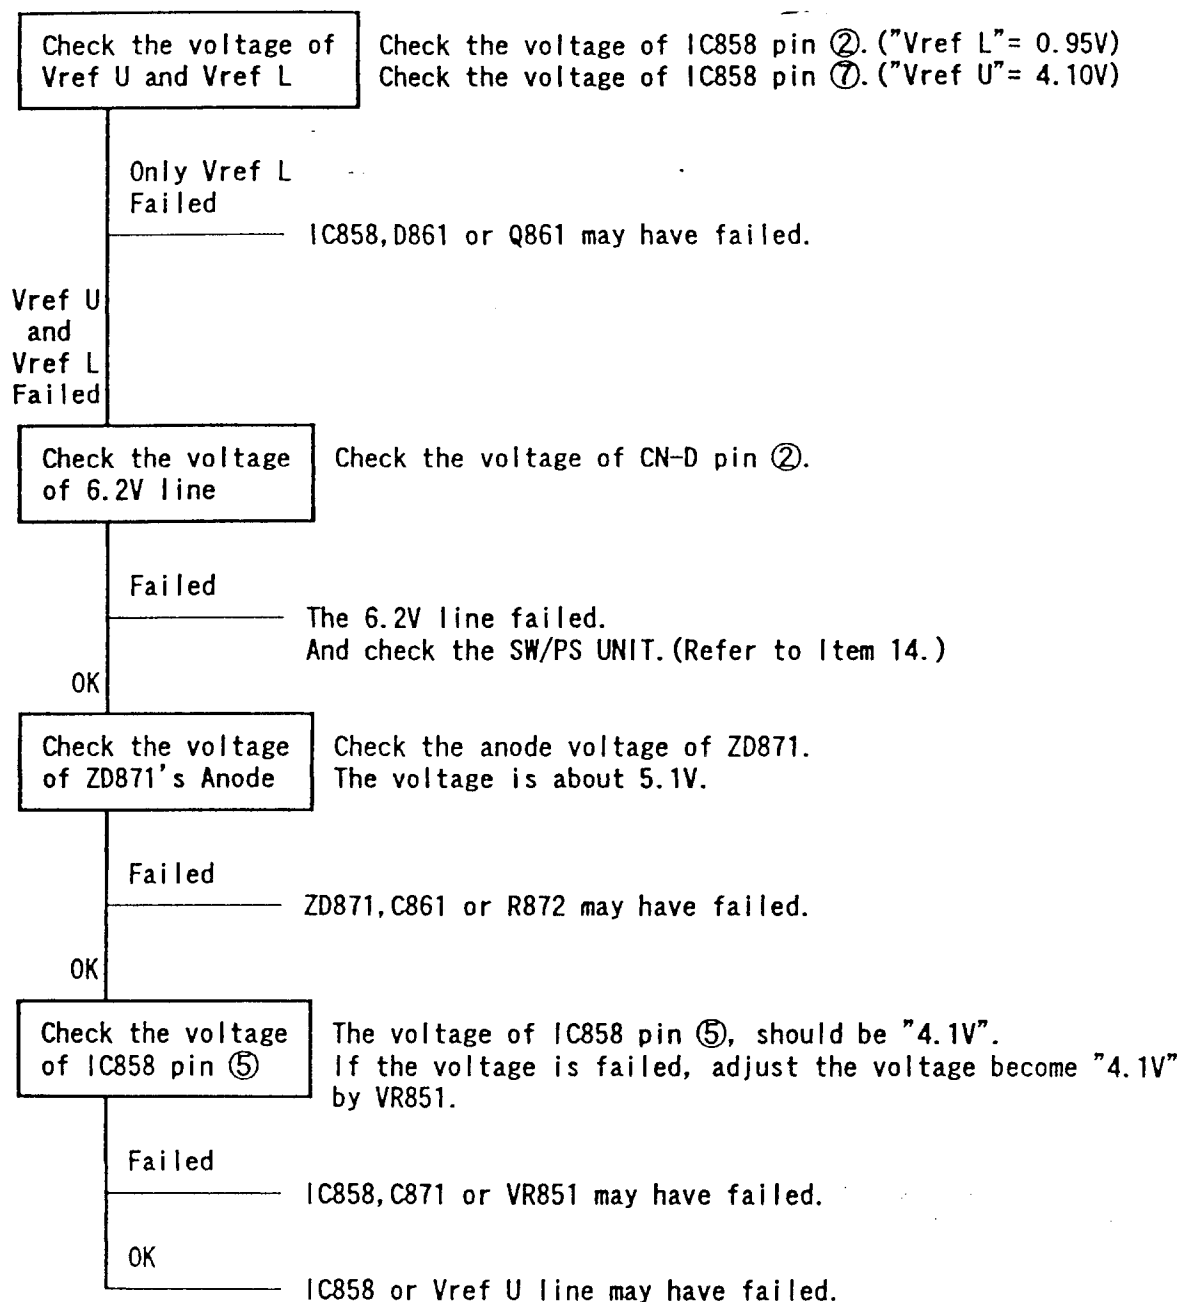 Check the voltage of
Vref U and Vref L
Check the voltage of IC858 pin ②.("Vref L"= 0.95V)
Check the voltage of IC858 pin ⑦.("Vref U"= 4.10V)
Only Vref L
Failed
IC858,D861 or Q861 may have failed.
Vref U
and
Vref L
Failed
Check the voltage
of 6.2V line
Check the voltage of CN-D pin ②.
Failed
The 6.2V line failed.
And check the SW/PS UNIT.(Refer to Item 14.)
OK
Check the voltage
of ZD871's Anode
Check the anode voltage of ZD871.
The voltage is about 5.1V.
Failed
ZD871,C861 or R872 may have failed.
OK
Check the voltage
of IC858 pin ⑤
The voltage of IC858 pin ⑤, should be "4.1V".
If the voltage is failed, adjust the voltage become "4.1V"
by VR851.
Failed
IC858,C871 or VR851 may have failed.
OK
IC858 or Vref U line may have failed.